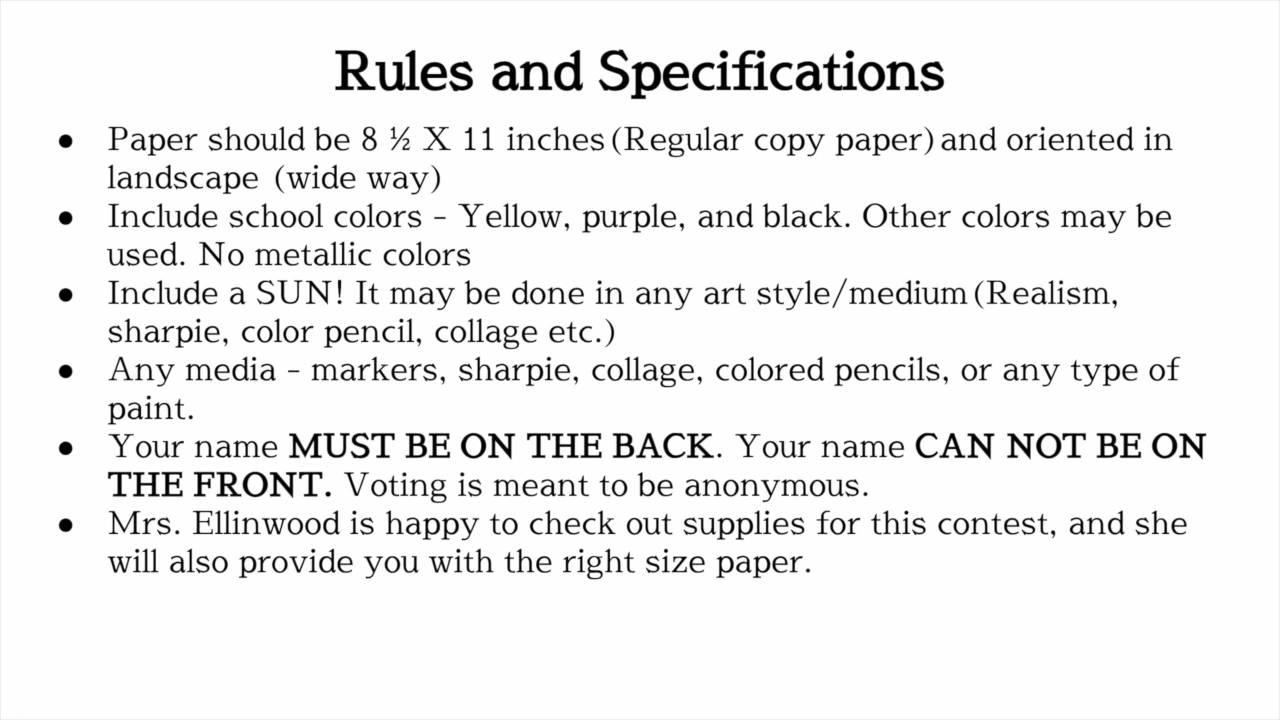 Rules and Specifications
● Paper should be 8 ½ X 11 inches (Regular copy paper) and oriented in
landscape (wide way)
● Include school colors - Yellow, purple, and black. Other colors may be
used. No metallic colors
● Include a SUN! It may be done in any art style/medium (Realism,
sharpie, color pencil, collage etc.)
● Any media - markers, sharpie, collage, colored pencils, or any type of
paint.
● Your name MUST BE ON THE BACK. Your name CAN NOT BE ON
THE FRONT. Voting is meant to be anonymous.
● Mrs. Ellinwood is happy to check out supplies for this contest, and she
will also provide you with the right size paper.